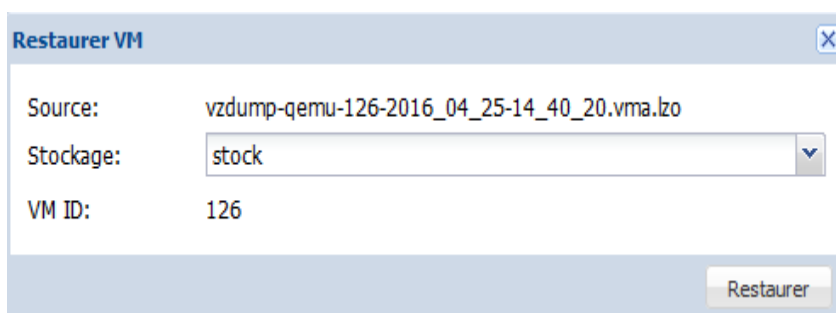 Restaurer VM
Source: vzdump-qemu-126-2016_04_25-14_40_20.vma.lzo
Stockage: stock
VM ID: 126
Restaurer